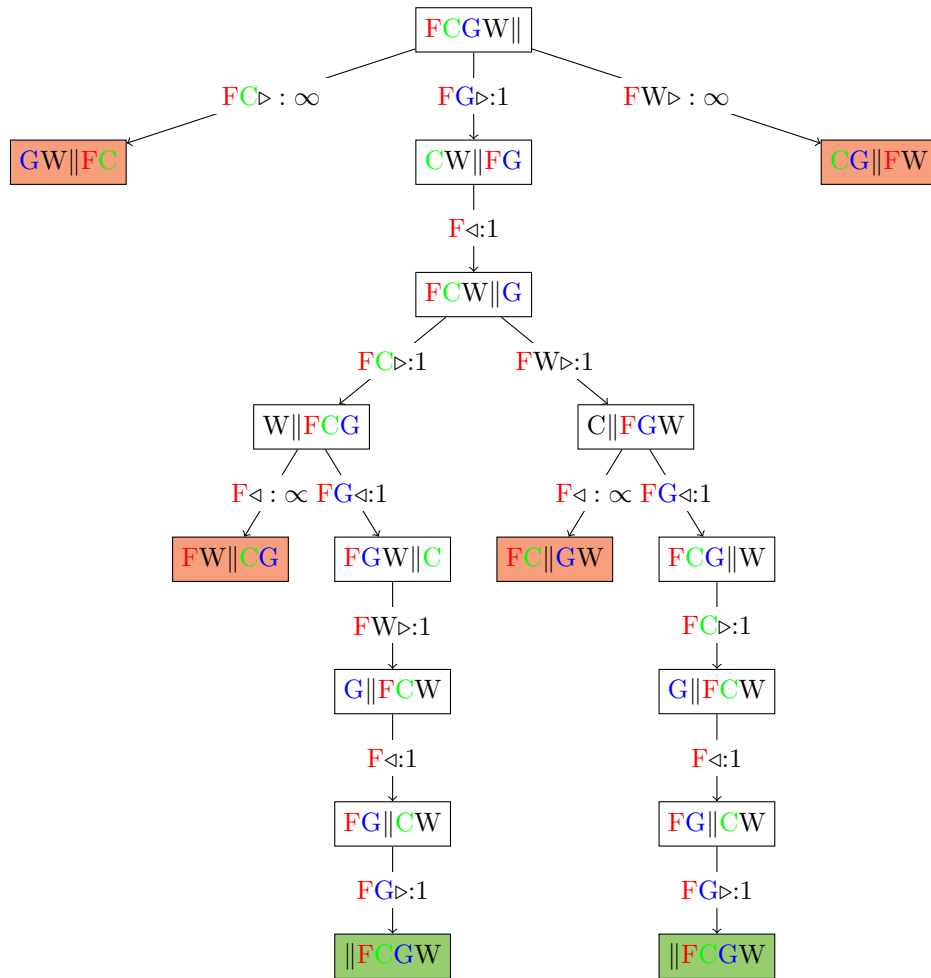 FCGW‖
FC▷ : ∞ FG▷:1 FW▷ : ∞
GW‖FC CW‖FG CG‖FW
F◁:1
FCW‖G
FC▷:1 FW▷:1
W‖FCG C‖FGW
F◁ : ∞ FG◁:1 F◁ : ∞ FG◁:1
FW‖CG FGW‖C FC‖GW FCG‖W
FW▷:1 FC▷:1
G‖FCW G‖FCW
F◁:1 F◁:1
FG‖CW FG‖CW
FG▷:1 FG▷:1
‖FCGW ‖FCGW